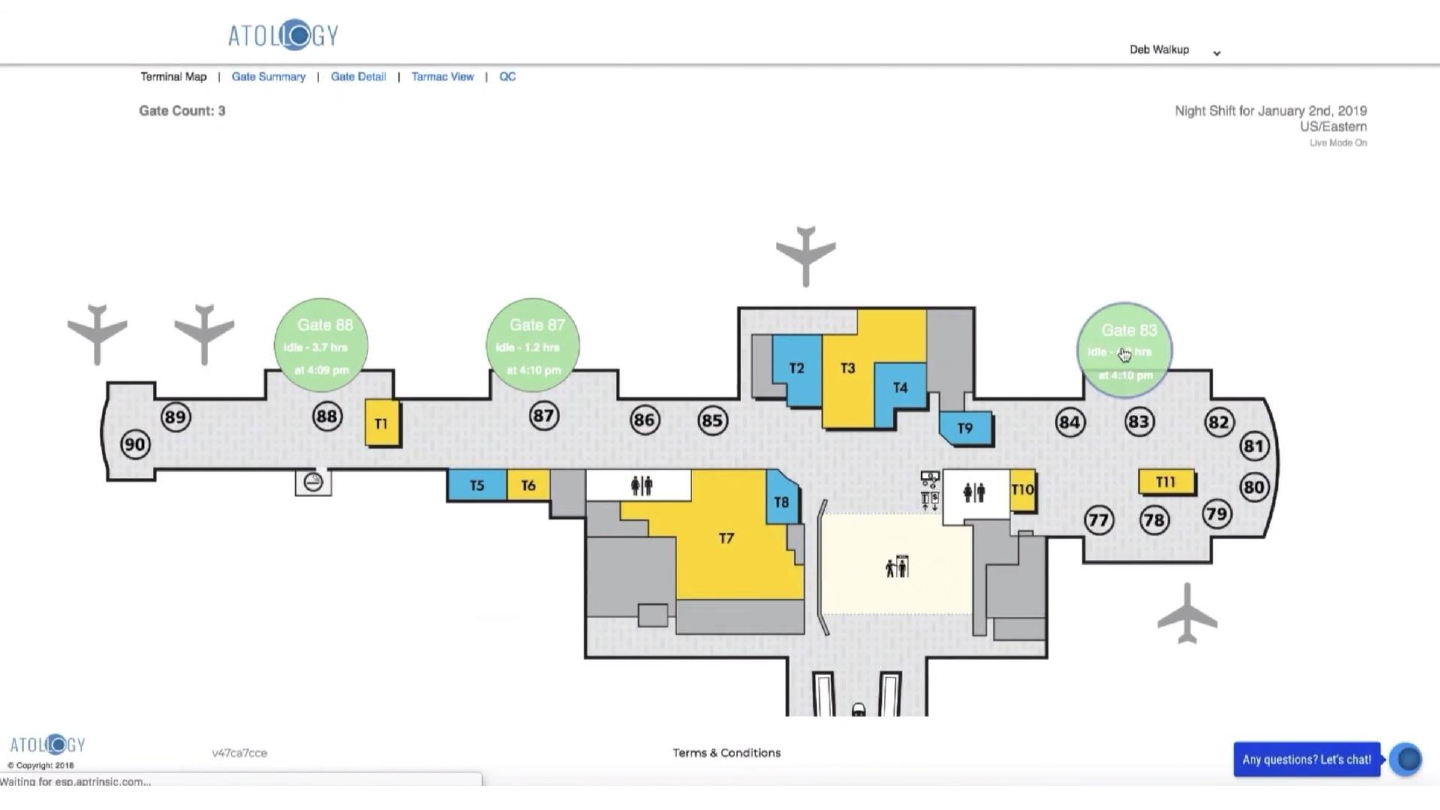 ATOLOGY
Deb Walkup
Terminal Map | Gate Summary | Gate Detail | Tarmac View | QC
Gate Count: 3
Night Shift for January 2nd, 2019
US/Eastern
Live Mode On
Gate 88
Idle - 3.7 hrs
at 4:09 pm
Gate 87
Idle - 1.2 hrs
at 4:10 pm
Gate 83
Idle - hrs
at 4:10 pm
T2
T3
T4
T9
90
89
88
T1
87
86
85
84
83
82
81
80
79
78
77
T11
T10
T5
T6
T8
T7
ATOLOGY
© Copyright 2018
v47ca7cce
Terms & Conditions
Any questions? Let's chat!
Waiting for esp.aptrinsic.com...